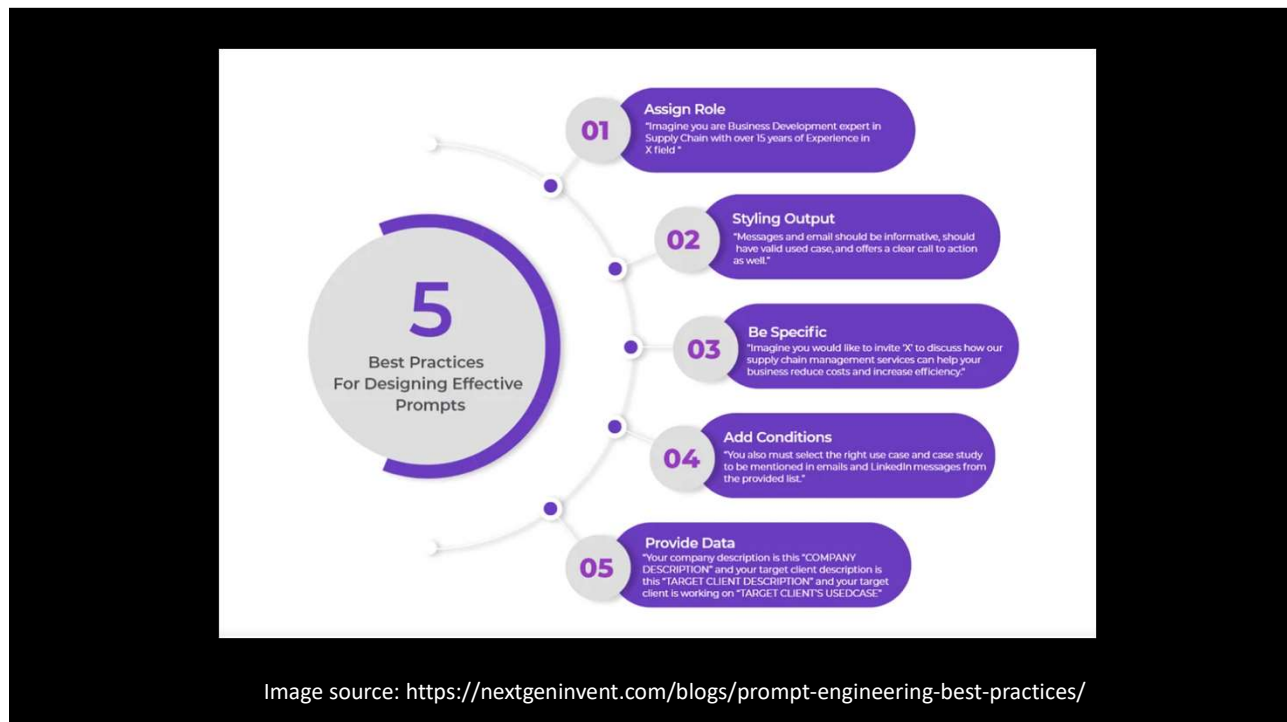 5
Best Practices
For Designing Effective
Prompts
01
Assign Role
"Imagine you are Business Development expert in
Supply Chain with over 15 years of Experience in
X field "
02
Styling Output
"Messages and email should be informative, should
have valid used case, and offers a clear call to action
as well."
03
Be Specific
"Imagine you would like to invite 'X' to discuss how our
supply chain management services can help your
business reduce costs and increase efficiency."
04
Add Conditions
"You also must select the right use case and case study
to be mentioned in emails and LinkedIn messages from
the provided list."
05
Provide Data
"Your company description is this "COMPANY
DESCRIPTION" and your target client description is
this "TARGET CLIENT DESCRIPTION" and your target
client is working on "TARGET CLIENT'S USEDCASE"
Image source: https://nextgeninvent.com/blogs/prompt-engineering-best-practices/